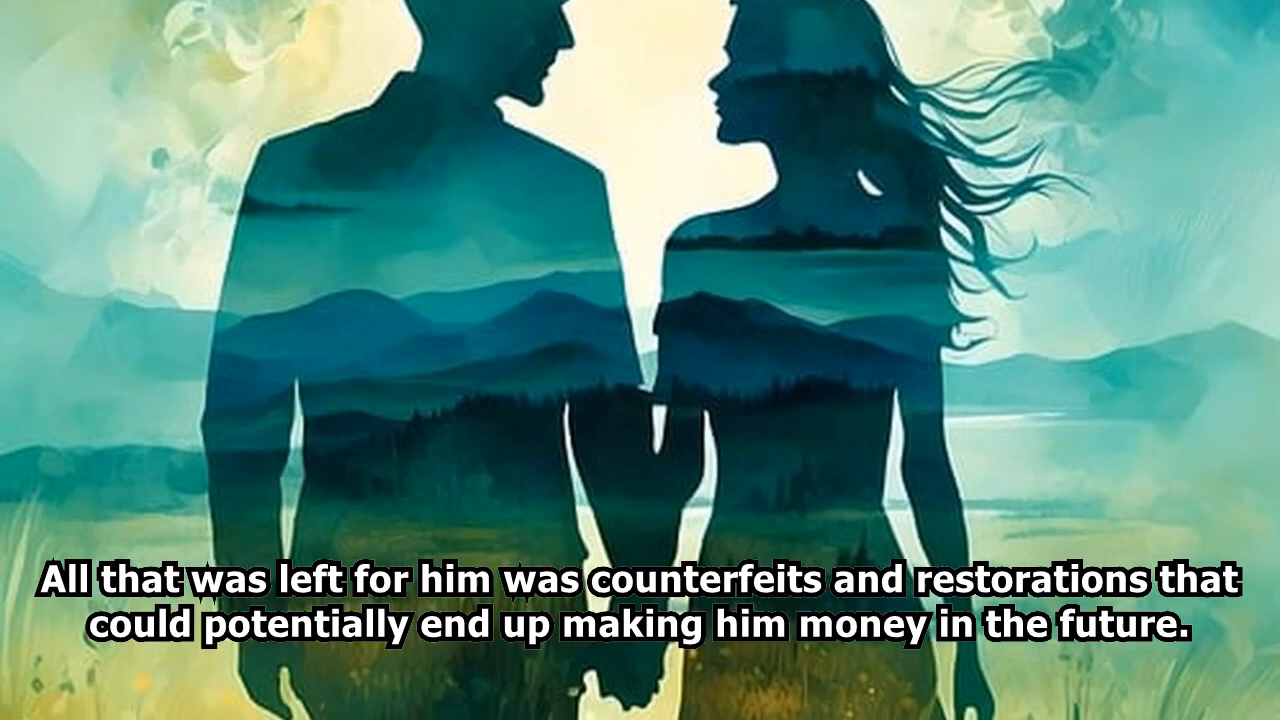 All that was left for him was counterfeits and restorations that
could potentially end up making him money in the future.